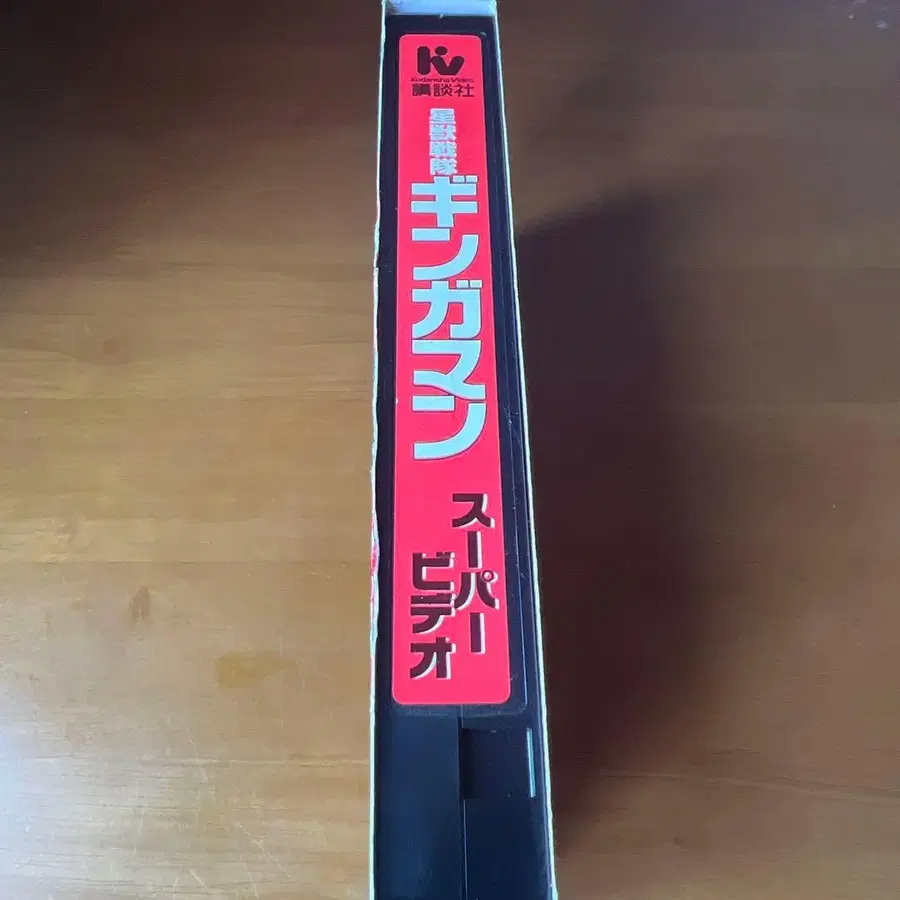 Kodansha Video
講談社
星獣戦隊
ギンガマン
スーパー
ビデオ